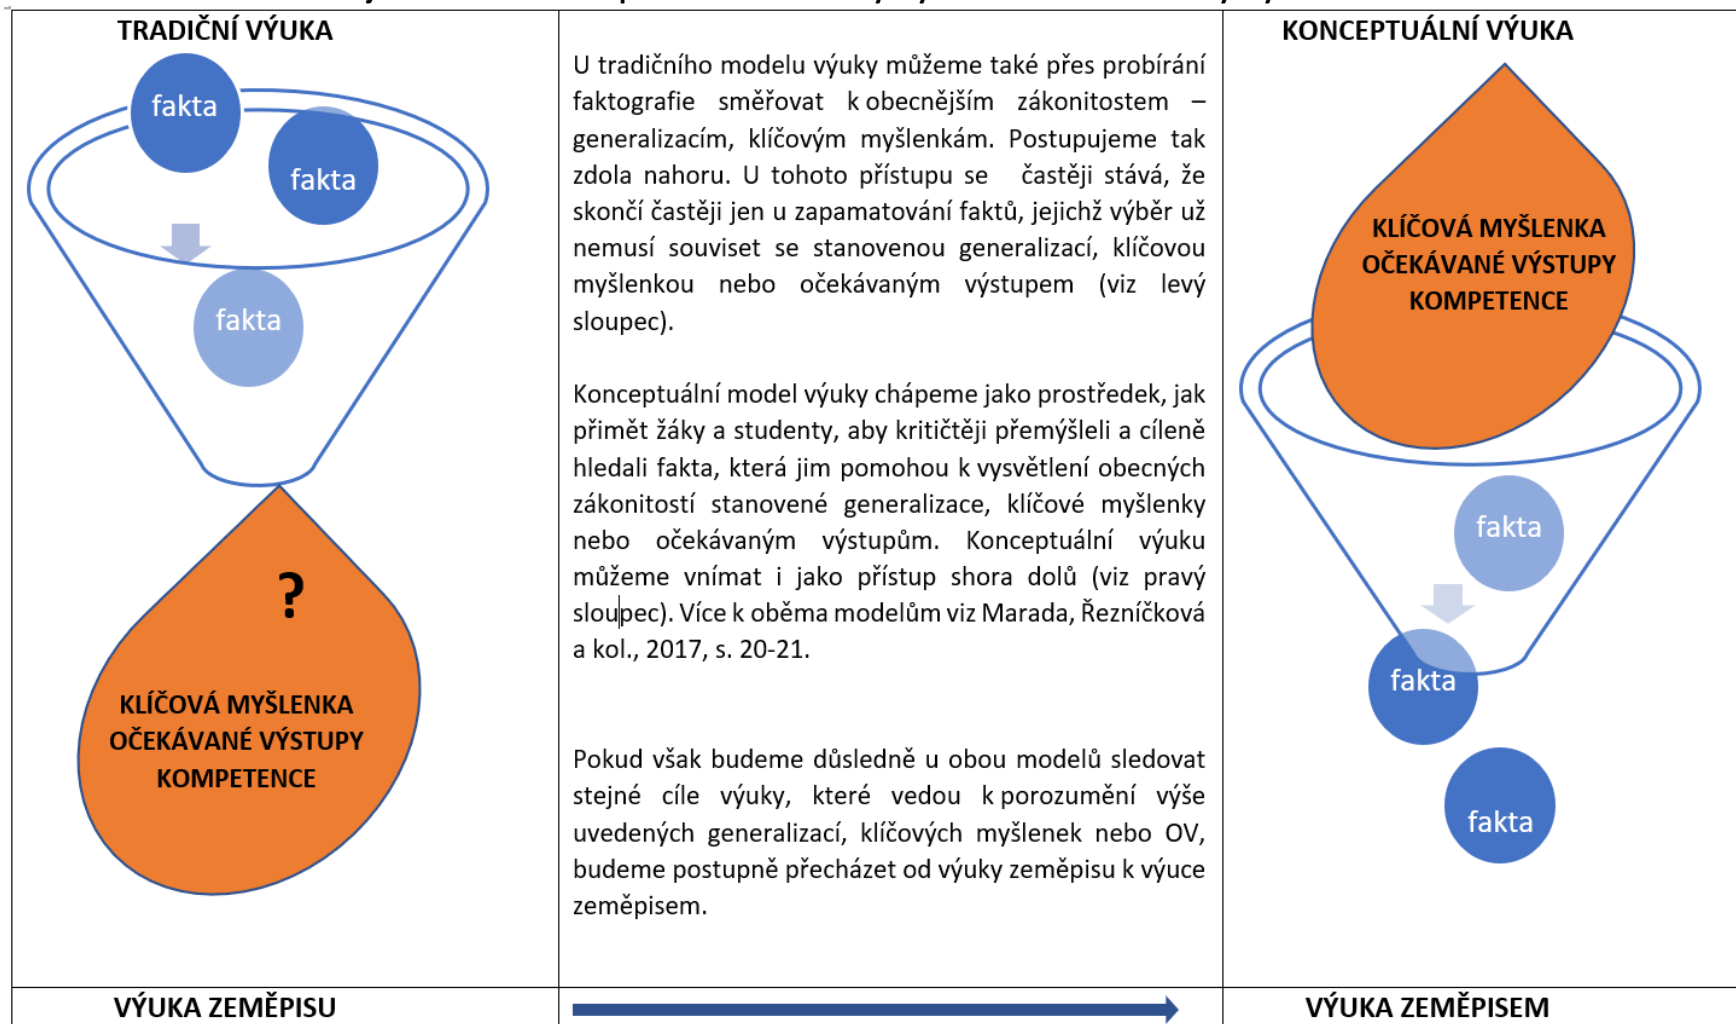 TRADIČNÍ VÝUKA
fakta
fakta
fakta
?
KLÍČOVÁ MYŠLENKA
OČEKÁVANÉ VÝSTUPY
KOMPETENCE
U tradičního modelu výuky můžeme také přes probírání
faktografie směřovat k obecnějším zákonitostem –
generalizacím, klíčovým myšlenkám. Postupujeme tak
zdola nahoru. U tohoto přístupu se častěji stává, že
skončí častěji jen u zapamatování faktů, jejichž výběr už
nemusí souviset se stanovenou generalizací, klíčovou
myšlenkou nebo očekávaným výstupem (viz levý
sloupec).
Konceptuální model výuky chápeme jako prostředek, jak
přimět žáky a studenty, aby kritičtěji přemýšleli a cíleně
hledali fakta, která jim pomohou k vysvětlení obecných
zákonitostí stanovené generalizace, klíčové myšlenky
nebo očekávaným výstupům. Konceptuální výuku
můžeme vnímat i jako přístup shora dolů (viz pravý
sloupec). Více k oběma modelům viz Marada, Řezníčková
a kol., 2017, s. 20-21.
Pokud však budeme důsledně u obou modelů sledovat
stejné cíle výuky, které vedou k porozumění výše
uvedených generalizací, klíčových myšlenek nebo OV,
budeme postupně přecházet od výuky zeměpisu k výuce
zeměpisem.
KONCEPTUÁLNÍ VÝUKA
KLÍČOVÁ MYŠLENKA
OČEKÁVANÉ VÝSTUPY
KOMPETENCE
fakta
fakta
fakta
VÝUKA ZEMĚPISU
VÝUKA ZEMĚPISEM